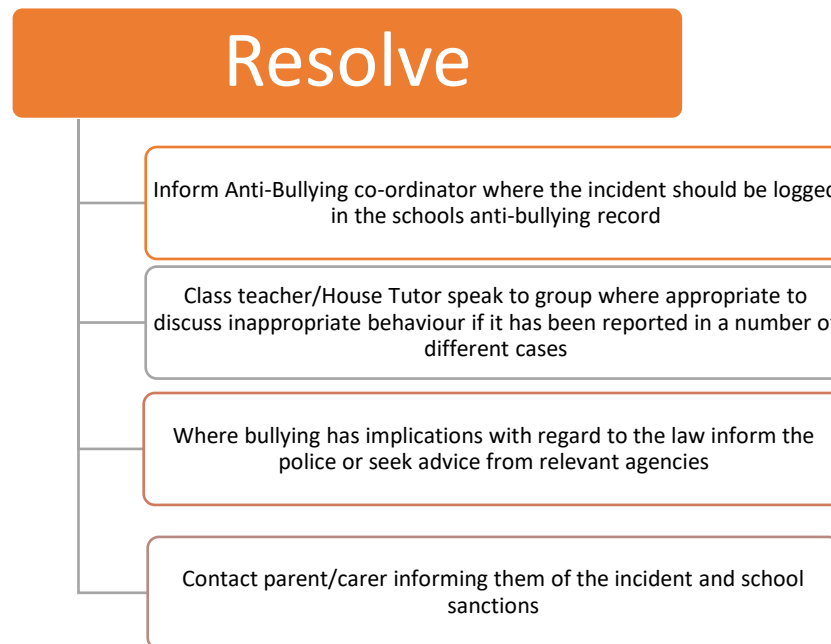 Resolve
Inform Anti-Bullying co-ordinator where the incident should be logged
in the schools anti-bullying record
Class teacher/House Tutor speak to group where appropriate to
discuss inappropriate behaviour if it has been reported in a number of
different cases
Where bullying has implications with regard to the law inform the
police or seek advice from relevant agencies
Contact parent/carer informing them of the incident and school
sanctions